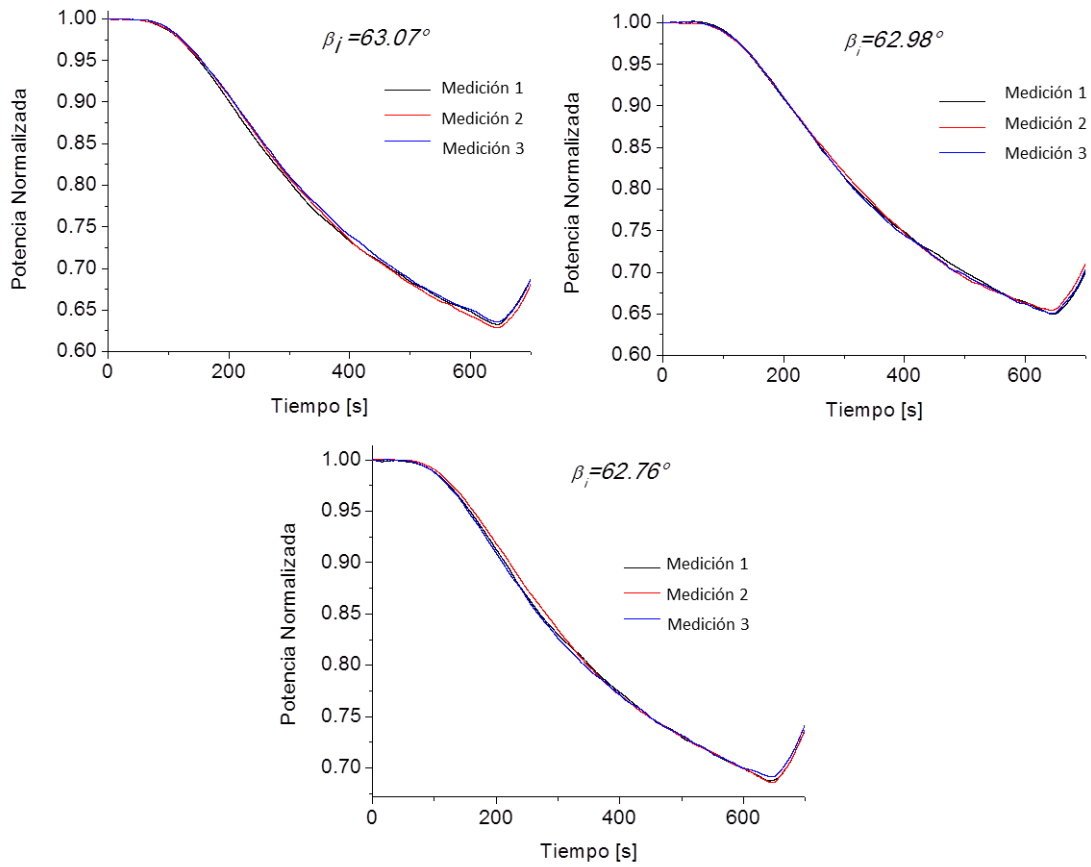 βi =63.07°
Medición 1
Medición 2
Medición 3
Potencia Normalizada
1.00
0.95
0.90
0.85
0.80
0.75
0.70
0.65
0.60
0
200
400
600
Tiempo [s]
βi=62.98°
Medición 1
Medición 2
Medición 3
Potencia Normalizada
1.00
0.95
0.90
0.85
0.80
0.75
0.70
0.65
0.60
0
200
400
600
Tiempo [s]
βi=62.76°
Medición 1
Medición 2
Medición 3
Potencia Normalizada
1.00
0.95
0.90
0.85
0.80
0.75
0.70
0
200
400
600
Tiempo [s]